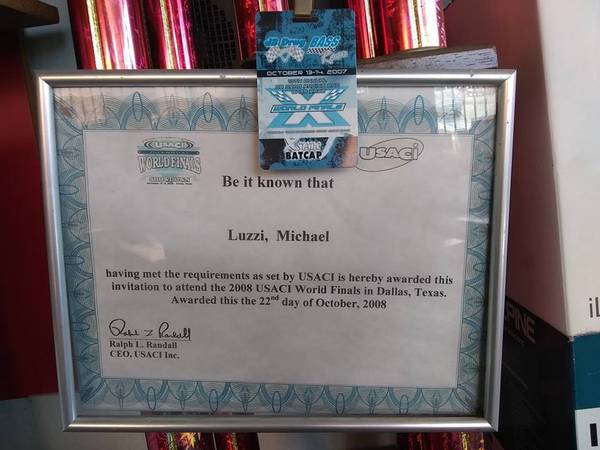 dB Drag BASS
Race
OCTOBER 13-14, 2007
WORLD FINALS
X
Xstatic
BATCAP
USACi
WORLD FINALS
USACi
Be it known that
Luzzi, Michael
having met the requirements as set by USACI is hereby awarded this
invitation to attend the 2008 USACI World Finals in Dallas, Texas.
Awarded this the 22nd day of October, 2008
Ralph L. Randall
Ralph L. Randall
CEO, USACI Inc.
PINE
iL